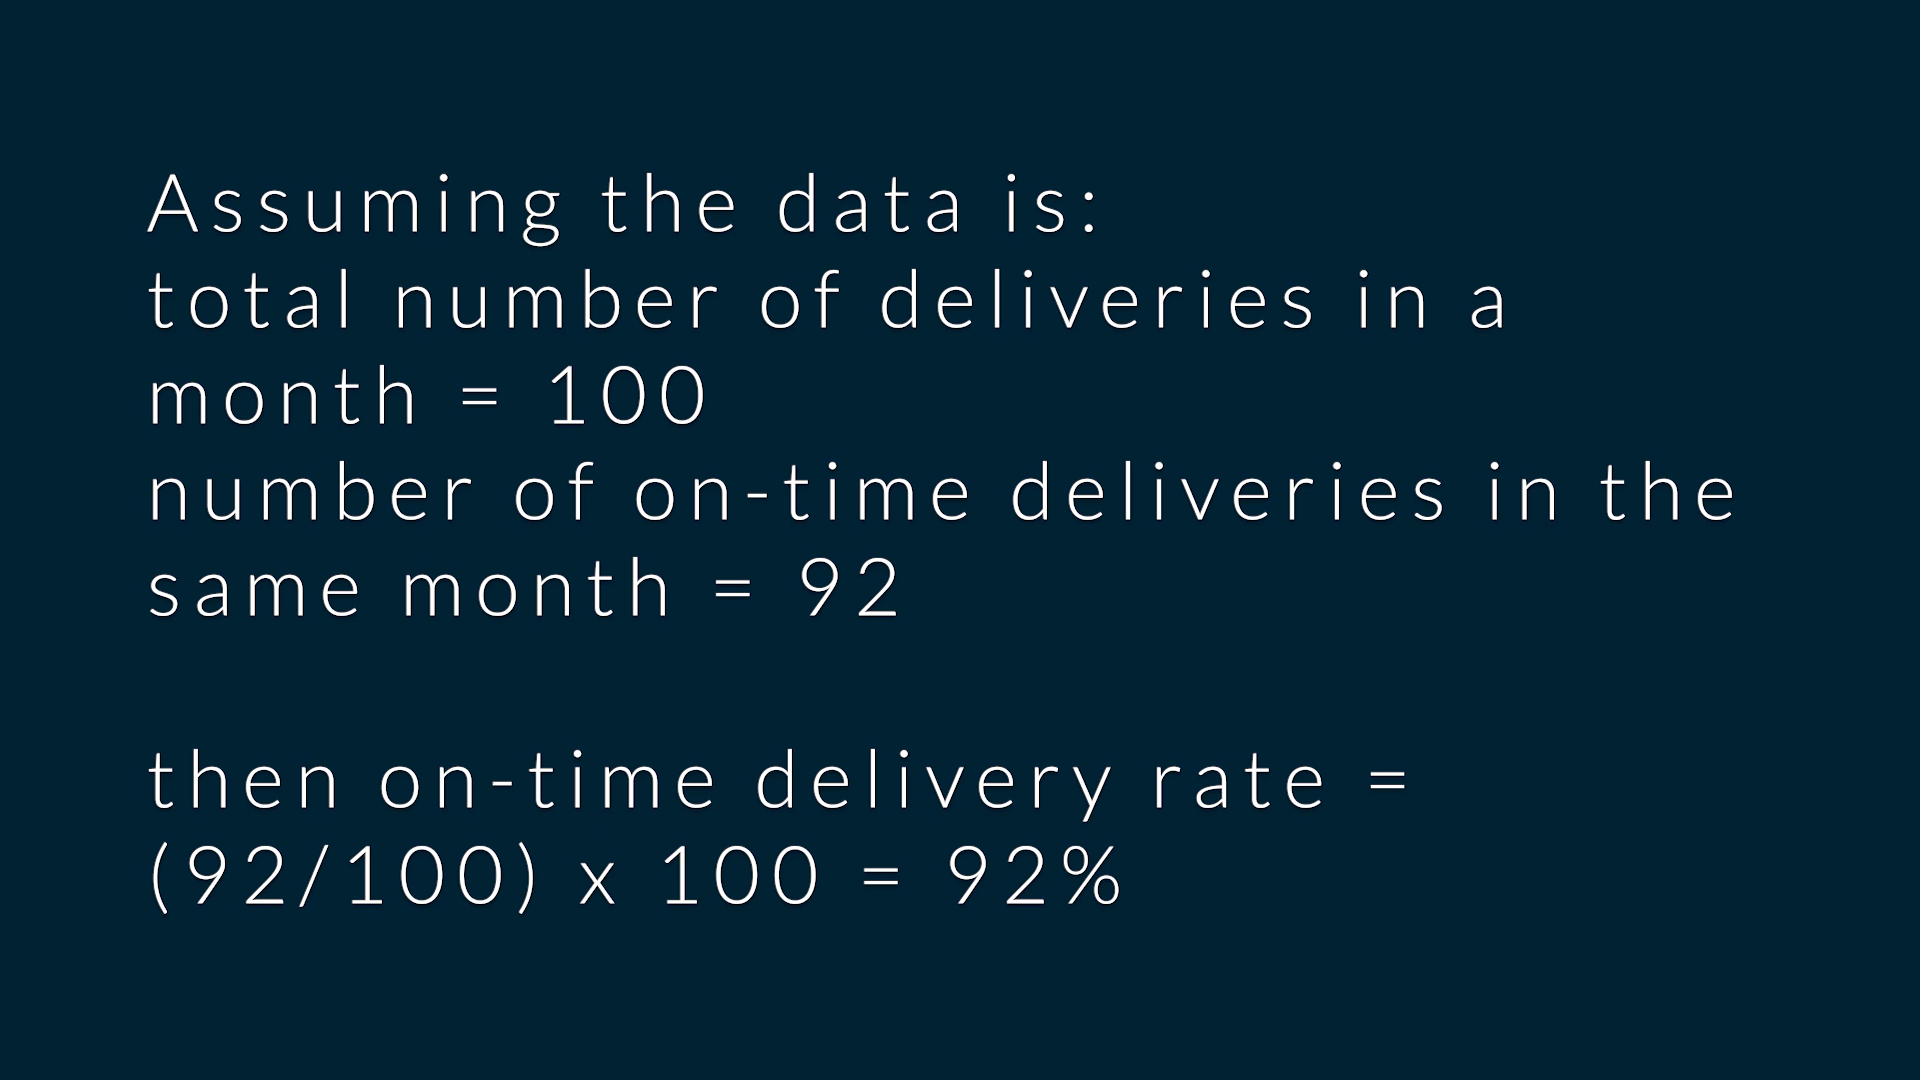 Assuming the data is:
total number of deliveries in a
month = 100
number of on-time deliveries in the
same month = 92
then on-time delivery rate =
(92/100) x 100 = 92%